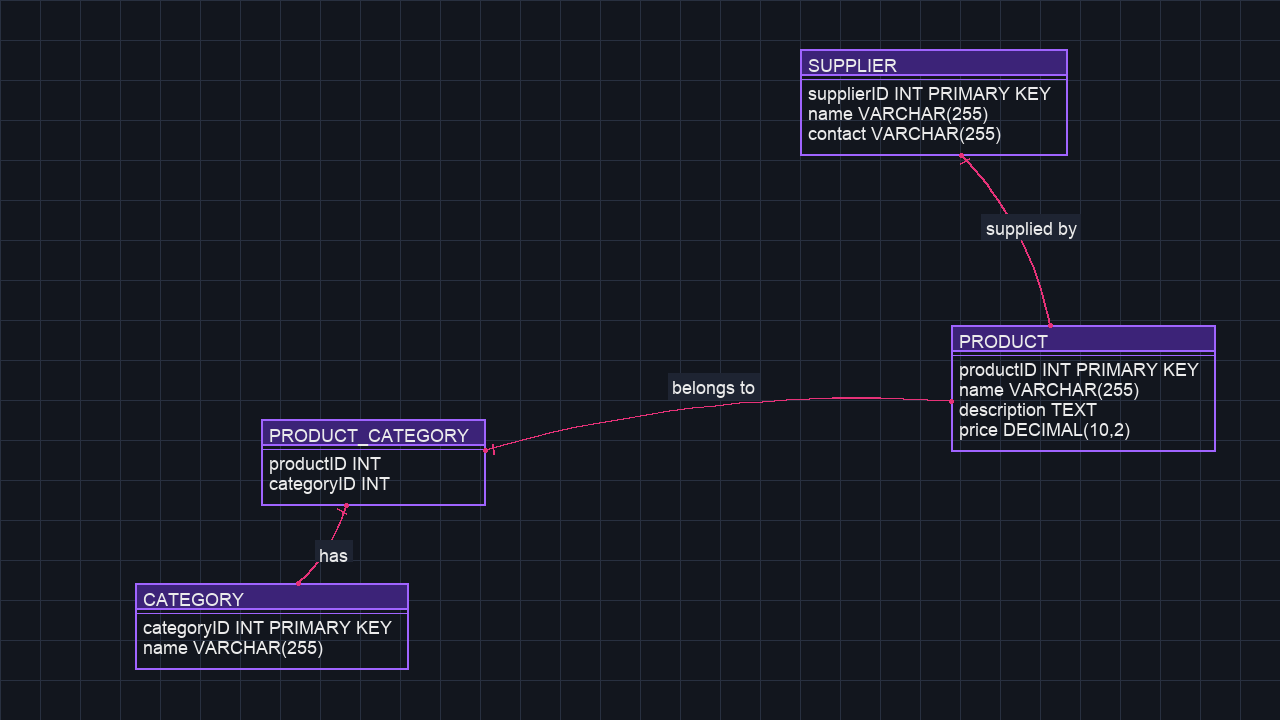 SUPPLIER
supplierID INT PRIMARY KEY
name VARCHAR(255)
contact VARCHAR(255)
supplied by
PRODUCT
productID INT PRIMARY KEY
name VARCHAR(255)
description TEXT
price DECIMAL(10,2)
belongs to
PRODUCT_CATEGORY
productID INT
categoryID INT
has
CATEGORY
categoryID INT PRIMARY KEY
name VARCHAR(255)